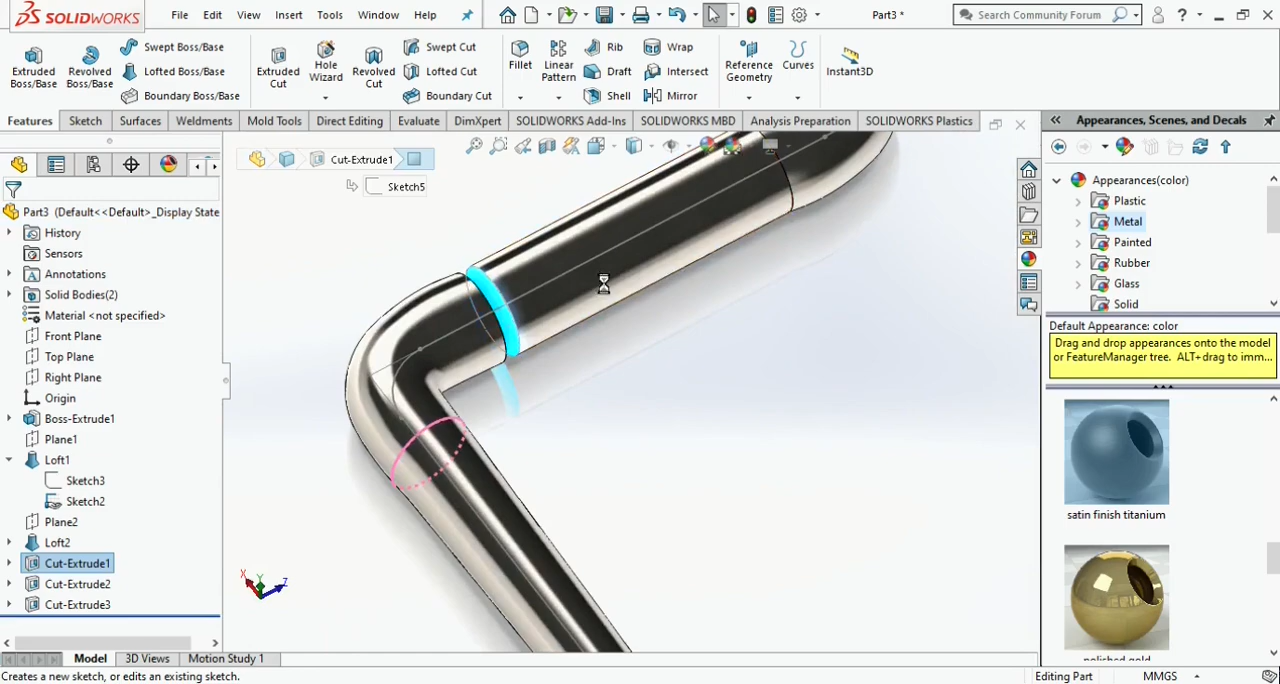 SOLIDWORKS File Edit View Insert Tools Window Help Part3 * Search Community Forum
Extruded Boss/Base
Revolved Boss/Base
Swept Boss/Base
Lofted Boss/Base
Boundary Boss/Base
Extruded Cut
Hole Wizard
Revolved Cut
Swept Cut
Lofted Cut
Boundary Cut
Fillet
Linear Pattern
Rib
Draft
Shell
Wrap
Intersect
Mirror
Reference Geometry
Curves
Instant3D
Features Sketch Surfaces Weldments Mold Tools Direct Editing Evaluate DimXpert SOLIDWORKS Add-Ins SOLIDWORKS MBD Analysis Preparation SOLIDWORKS Plastics
Cut-Extrude1
Sketch5
Part3 (Default<<Default>_Display State
History
Sensors
Annotations
Solid Bodies(2)
Material <not specified>
Front Plane
Top Plane
Right Plane
Origin
Boss-Extrude1
Plane1
Loft1
Sketch3
Sketch2
Plane2
Loft2
Cut-Extrude1
Cut-Extrude2
Cut-Extrude3
X
Y
Z
Appearances, Scenes, and Decals
Appearances(color)
Plastic
Metal
Painted
Rubber
Glass
Solid
Default Appearance: color
Drag and drop appearances onto the model
or FeatureManager tree. ALT+drag to imm...
satin finish titanium
polished gold
Model 3D Views Motion Study 1
Creates a new sketch, or edits an existing sketch. Editing Part MMGS